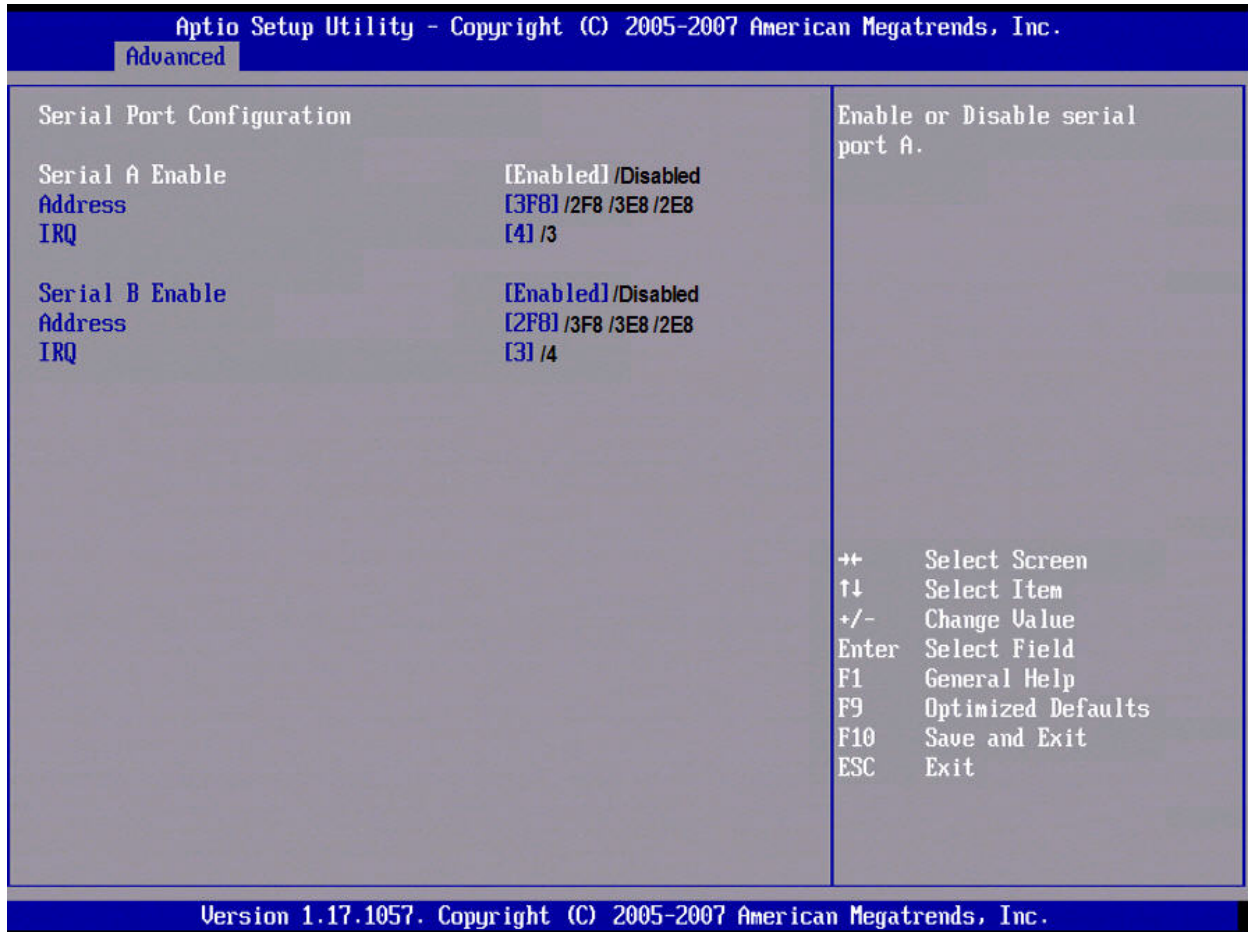 Aptio Setup Utility - Copyright (C) 2005-2007 American Megatrends, Inc.
Advanced
Serial Port Configuration
Serial A Enable [Enabled] /Disabled
Address [3F8] /2F8 /3E8 /2E8
IRQ [4] /3
Serial B Enable [Enabled] /Disabled
Address [2F8] /3F8 /3E8 /2E8
IRQ [3] /4
Enable or Disable serial
port A.
→← Select Screen
↑↓ Select Item
+/- Change Value
Enter Select Field
F1 General Help
F9 Optimized Defaults
F10 Save and Exit
ESC Exit
Version 1.17.1057. Copyright (C) 2005-2007 American Megatrends, Inc.